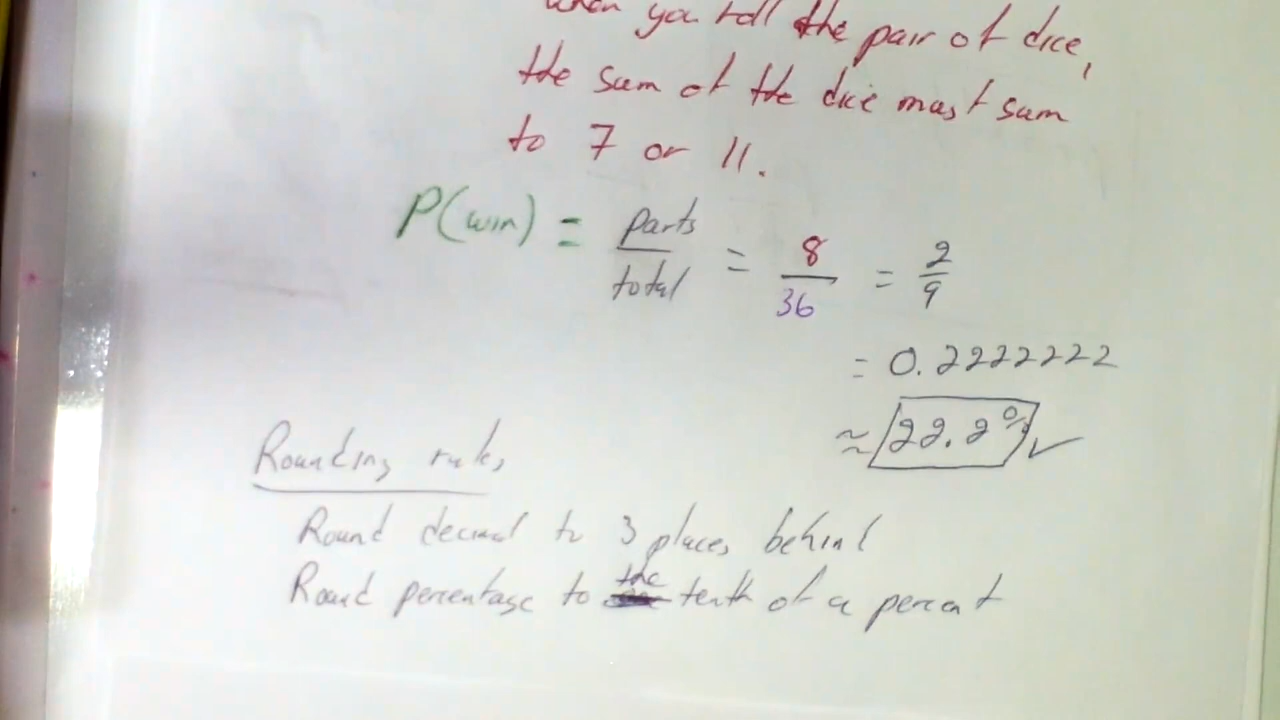 when you roll the pair of dice,
the sum of the dice must sum
to 7 or 11.
P(win) = parts/total = 8/36 = 2/9
= 0.2222222
≈ 22.2% ✓
Rounding rules
Round decimal to 3 places behind
Round percentage to the tenth of a percent